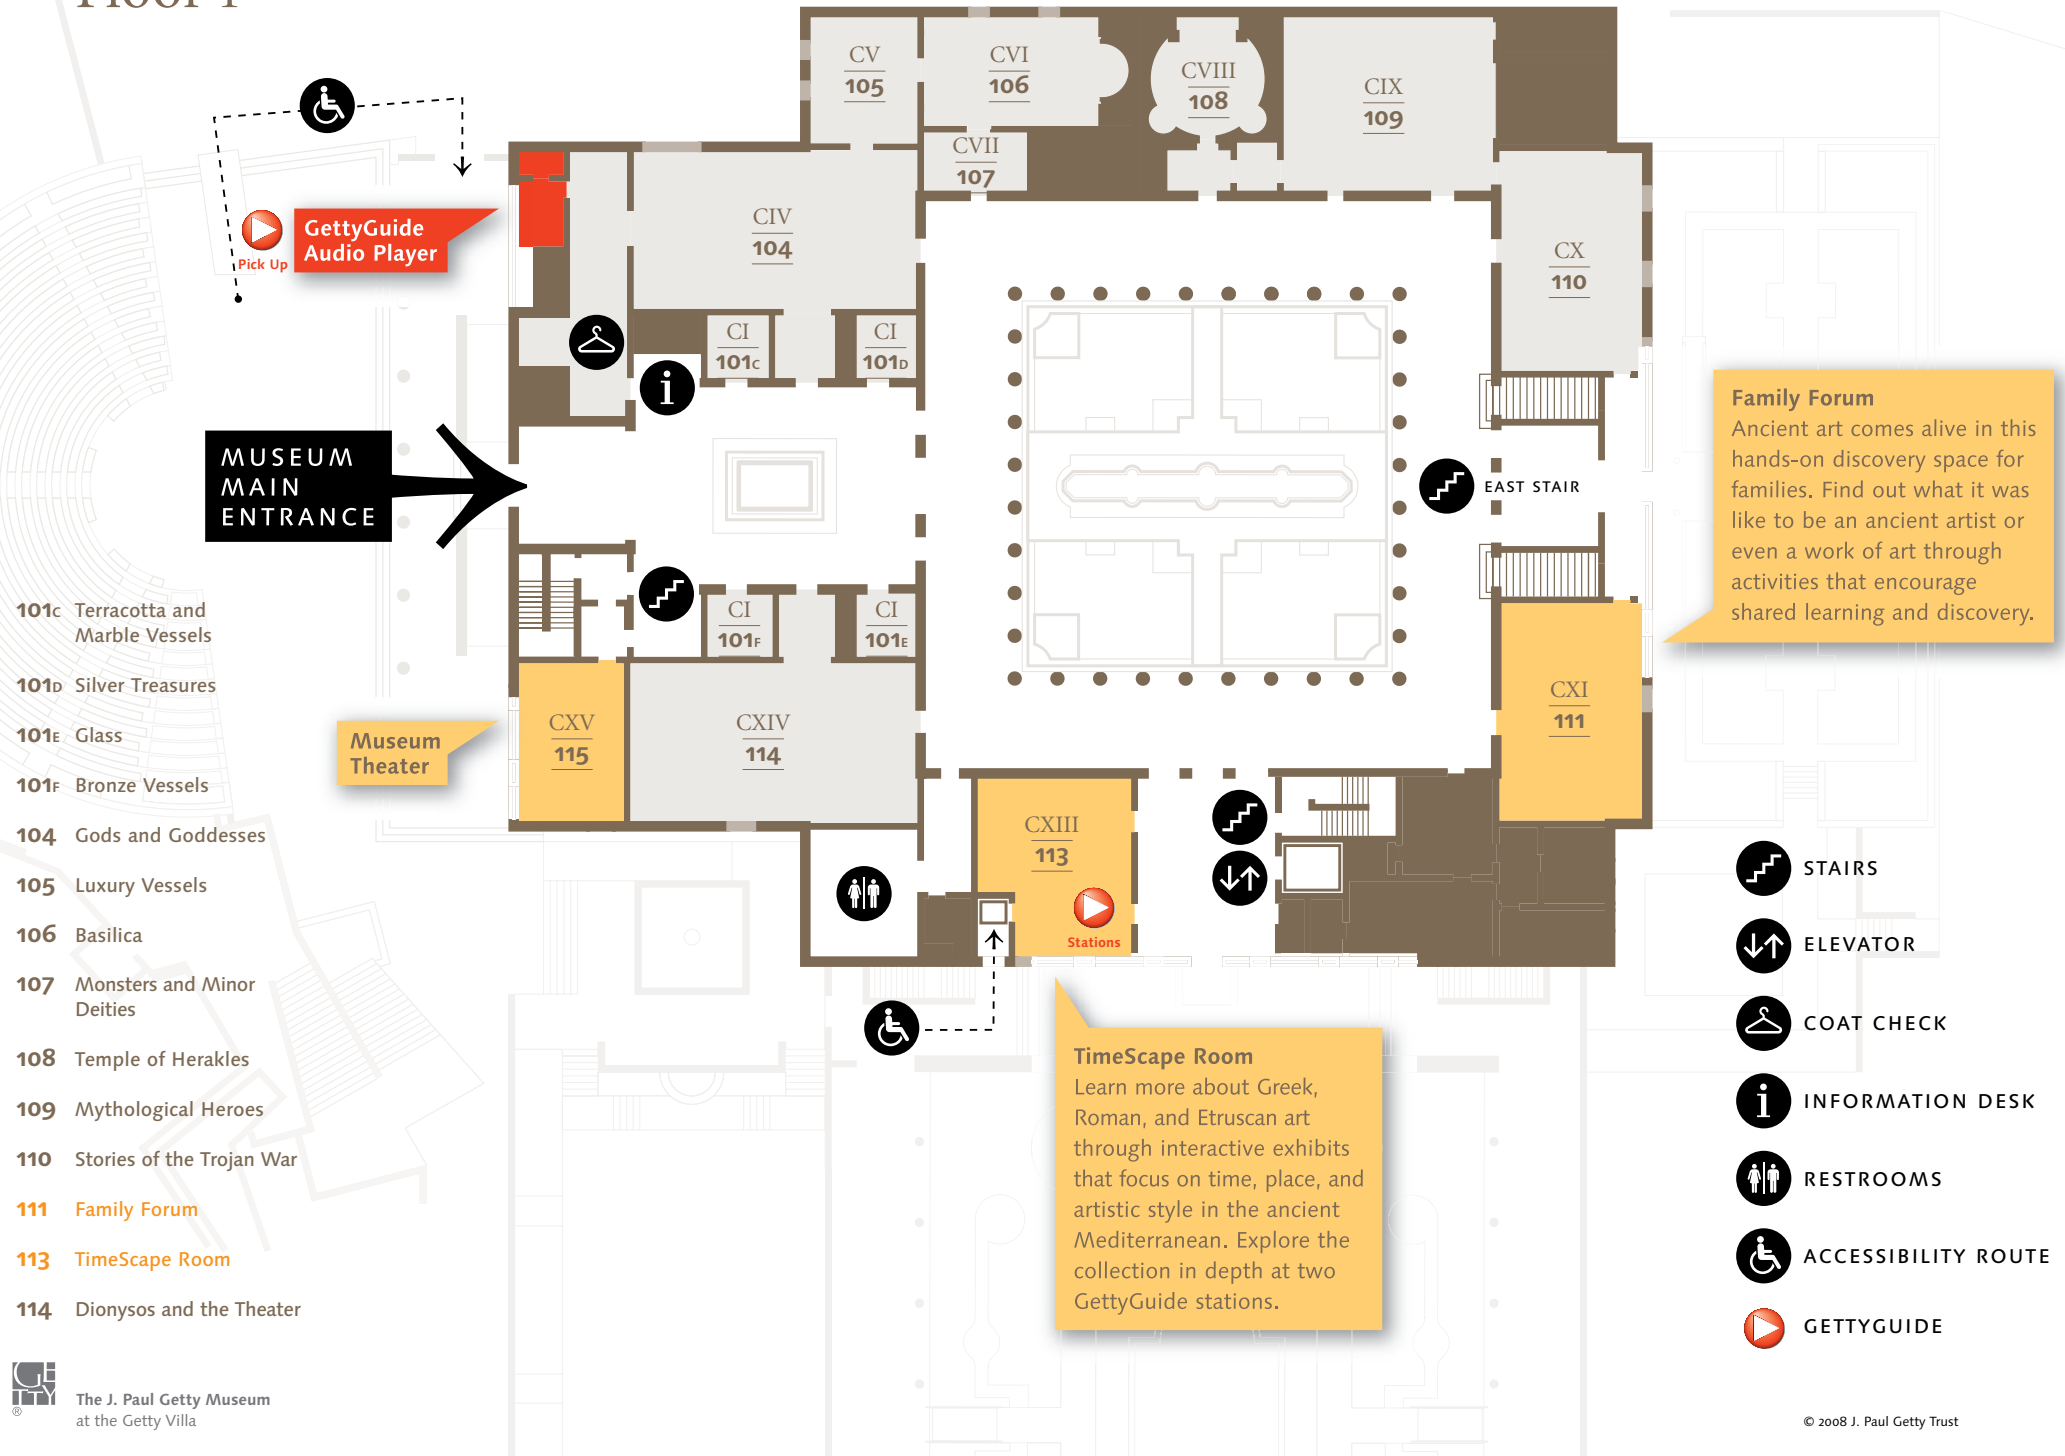 Floor 1
CV
105
CVI
106
CVII
107
CVIII
108
CIX
109
CX
110
CIV
104
CI
101C
CI
101D
GettyGuide
Audio Player
Pick Up
MUSEUM
MAIN
ENTRANCE
EAST STAIR
Family Forum
Ancient art comes alive in this
hands-on discovery space for
families. Find out what it was
like to be an ancient artist or
even a work of art through
activities that encourage
shared learning and discovery.
CI
101F
CI
101E
CXI
111
CXV
115
CXIV
114
Museum
Theater
CXIII
113
Stations
TimeScape Room
Learn more about Greek,
Roman, and Etruscan art
through interactive exhibits
that focus on time, place, and
artistic style in the ancient
Mediterranean. Explore the
collection in depth at two
GettyGuide stations.
101C Terracotta and
Marble Vessels
101D Silver Treasures
101E Glass
101F Bronze Vessels
104 Gods and Goddesses
105 Luxury Vessels
106 Basilica
107 Monsters and Minor
Deities
108 Temple of Herakles
109 Mythological Heroes
110 Stories of the Trojan War
111 Family Forum
113 TimeScape Room
114 Dionysos and the Theater
STAIRS
ELEVATOR
COAT CHECK
INFORMATION DESK
RESTROOMS
ACCESSIBILITY ROUTE
GETTYGUIDE
GE
TTY
®
The J. Paul Getty Museum
at the Getty Villa
© 2008 J. Paul Getty Trust